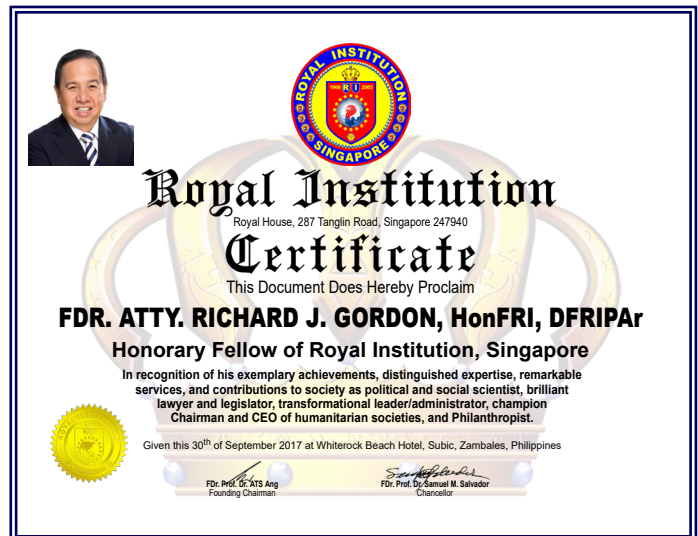 ROYAL INSTITUTION
1968 R I 2003
SINGAPORE
Royal Institution
Royal House, 287 Tanglin Road, Singapore 247940
Certificate
This Document Does Hereby Proclaim
FDR. ATTY. RICHARD J. GORDON, HonFRI, DFRIPAr
Honorary Fellow of Royal Institution, Singapore
In recognition of his exemplary achievements, distinguished expertise, remarkable
services, and contributions to society as political and social scientist, brilliant
lawyer and legislator, transformational leader/administrator, champion
Chairman and CEO of humanitarian societies, and Philanthropist.
Given this 30th of September 2017 at Whiterock Beach Hotel, Subic, Zambales, Philippines
FDr. Prof. Dr. ATS Ang
Founding Chairman
FDr. Prof. Dr. Samuel M. Salvador
Chancellor